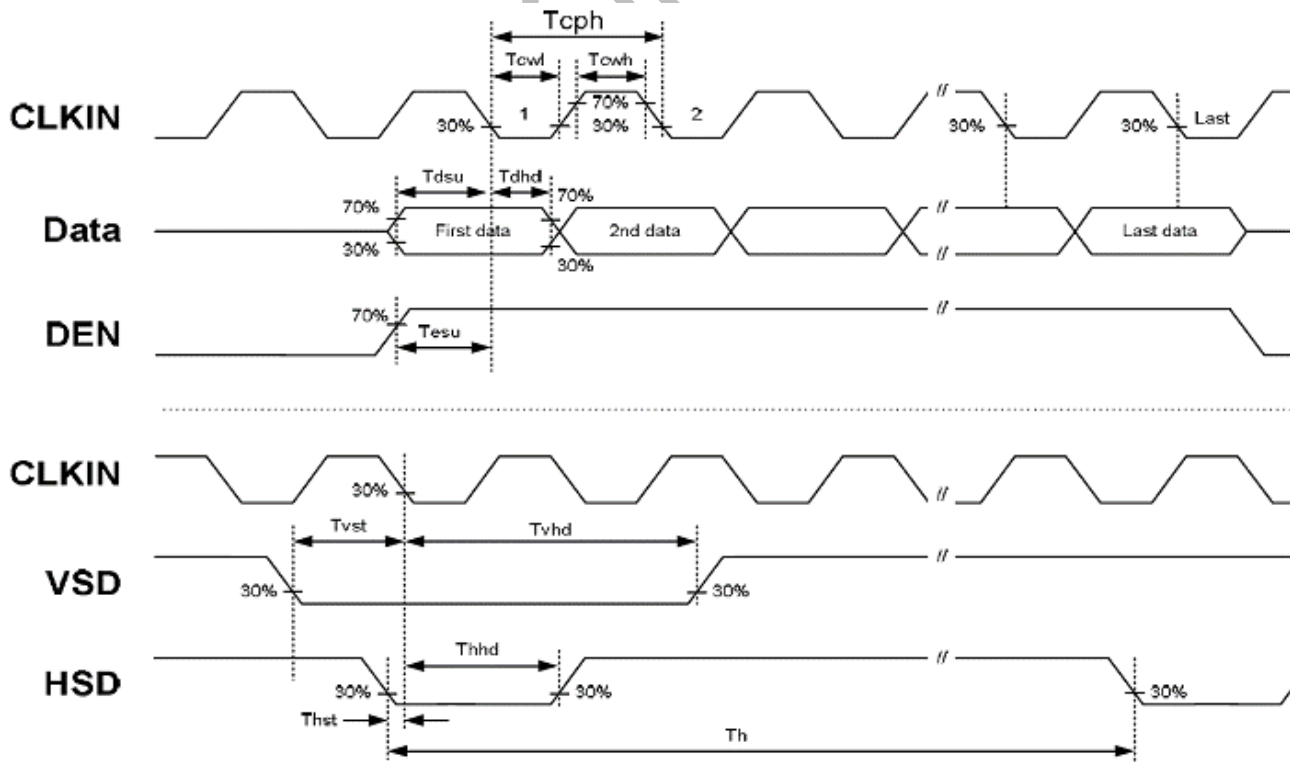 Tcph
Tcwl Tcwh
CLKIN 30% 1 70% 30% 2 // 30% 30% Last
Tdsu Tdhd
70% 70%
Data First data 2nd data // // Last data
30% 30%
DEN 70% //
Tesu
CLKIN 30% //
Tvst Tvhd
VSD 30% 30% //
Thhd
HSD 30% 30% // 30%
Thst
Th